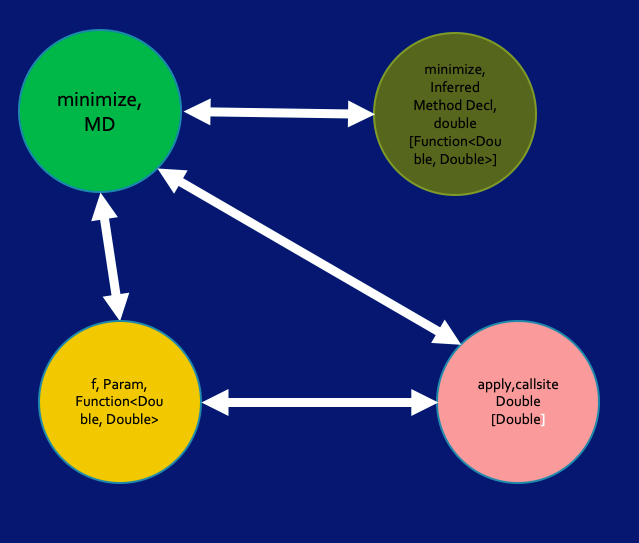 minimize,
MD
minimize,
Inferred
Method Decl,
double
[Function<Dou
ble, Double>]
f, Param,
Function<Dou
ble, Double>
apply,callsite
Double
[Double]